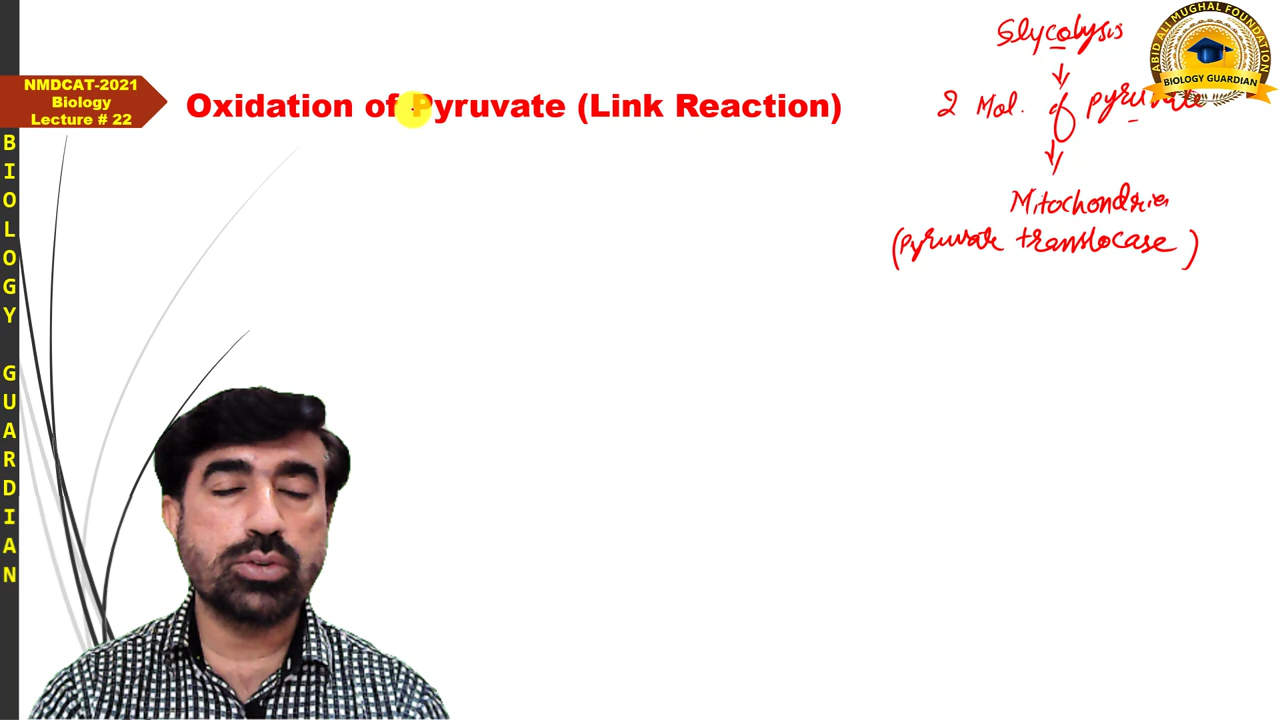 Glycolysis
ABID ALI MUGHAL FOUNDATION
BIOLOGY GUARDIAN
NMDCAT-2021
Biology
Lecture # 22
Oxidation of Pyruvate (Link Reaction)
2 Mol. of pyruvate
Mitochondria
(Pyruvate translocase)
BIOLOGY GUARDIAN